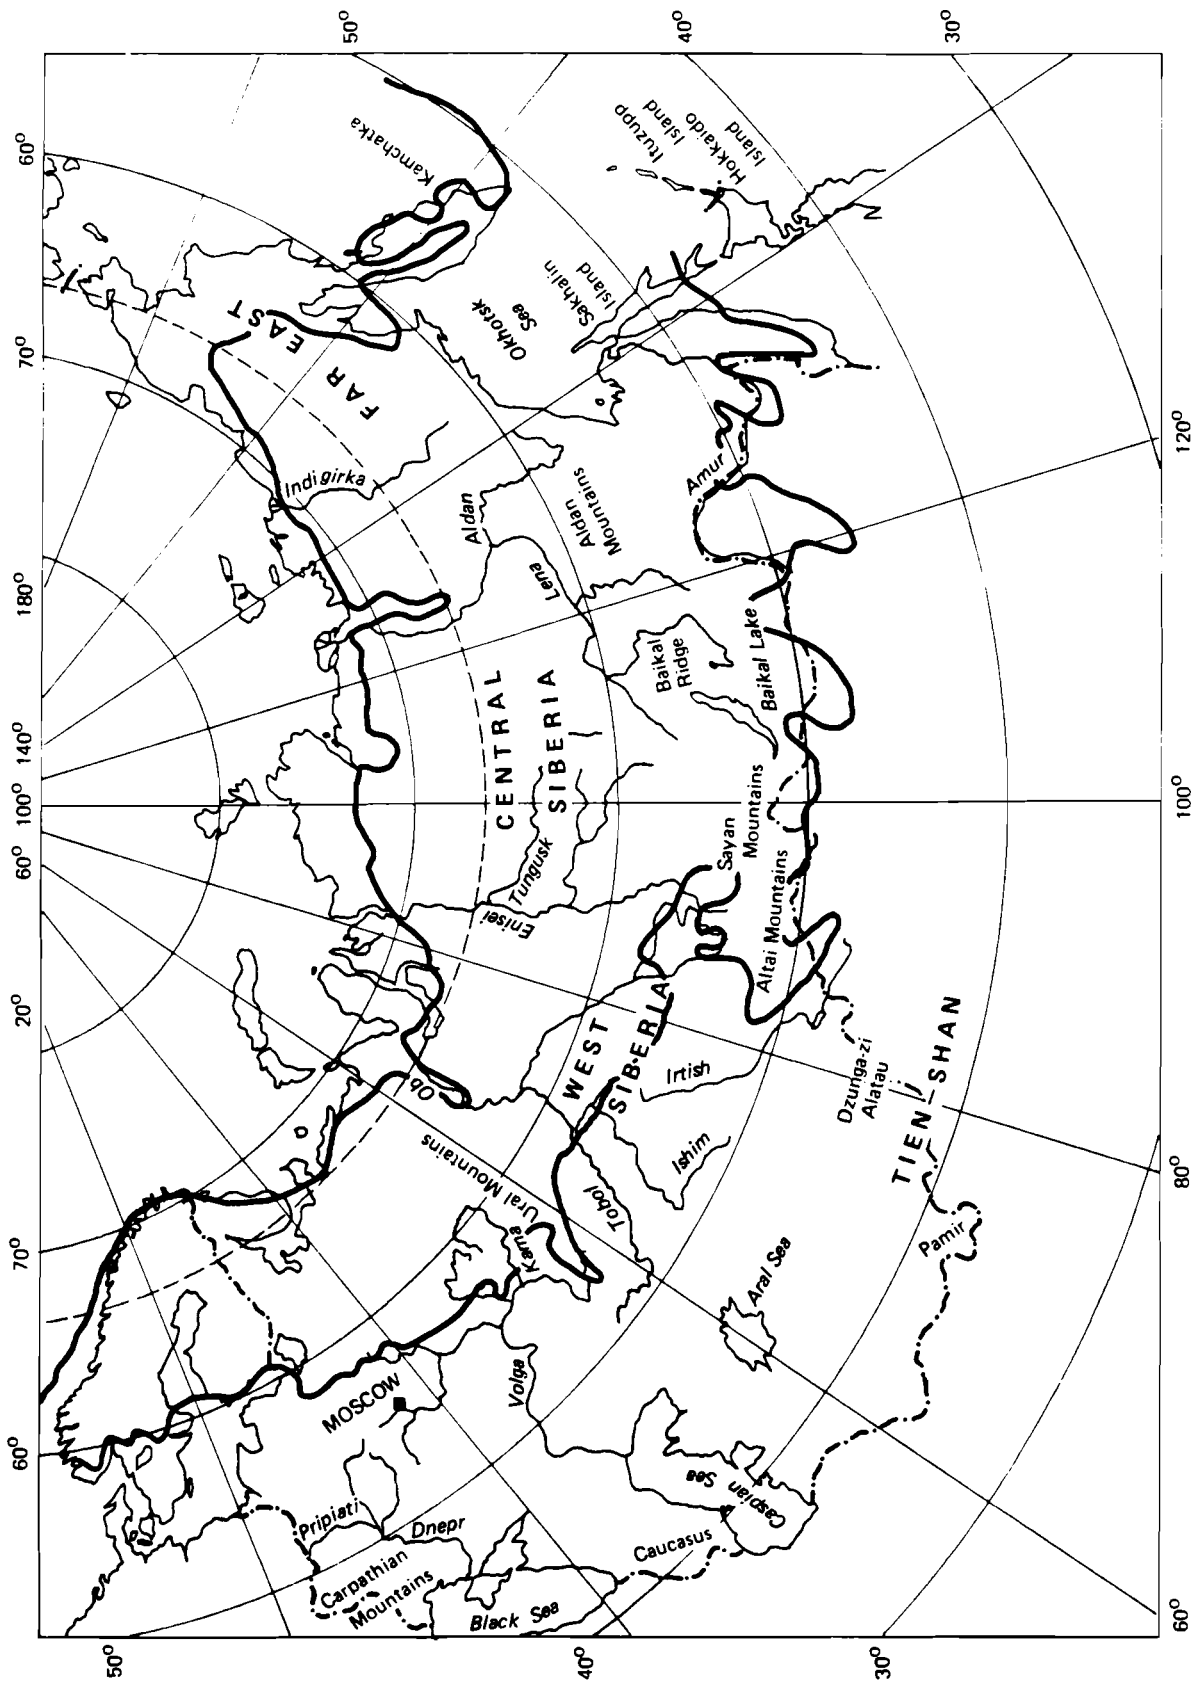 50°
40°
30°
60°
70°
180°
140°
100°
60°
20°
70°
60°
50°
40°
30°
120°
100°
80°
60°
Kamchatka
Ituzupp
Island
Hokkaido
Island
Sakhalin
Island
Okhotsk
Sea
FAR EAST
Indigirka
Aldan
Aldan
Mountains
Amur
Lena
Baikal
Ridge
Baikal Lake
CENTRAL
SIBERIA
Tungusk
Enisei
Sayan
Mountains
Altai Mountains
WEST
SIBERIA
Ob
Irtish
Ishim
Tobol
Ural Mountains
Kama
Dzunga-zi
Alatau
TIEN-SHAN
Pamir
Aral Sea
MOSCOW
Volga
Caspian
Sea
Caucasus
Pripiati
Dnepr
Carpathian
Mountains
Black Sea